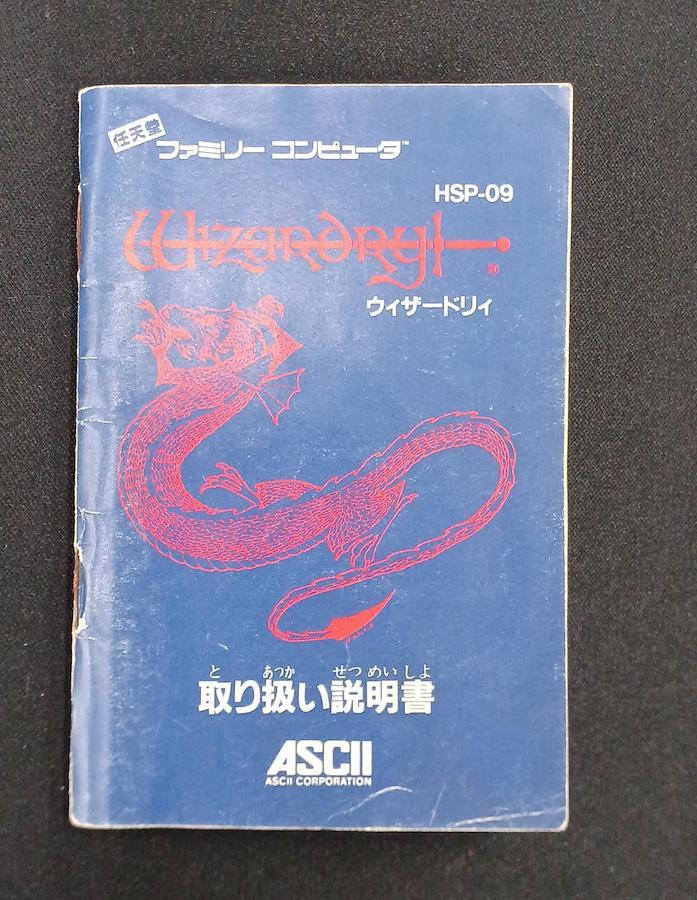 任天堂
ファミリー コンピュータ™
HSP-09
Wizardry
®
ウィザードリィ
と あつか せつ めい しょ
取り扱い説明書
ASCII
ASCII CORPORATION